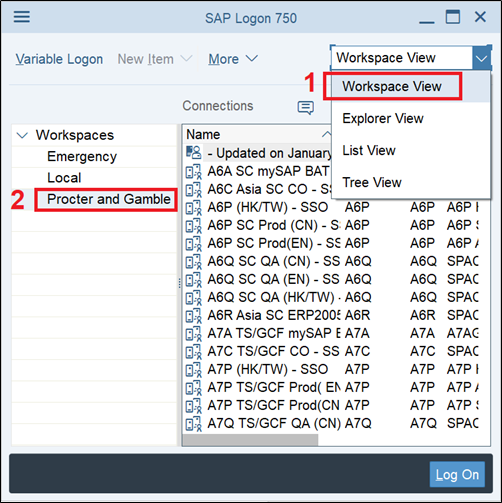 SAP Logon 750
Variable Logon New Item More Workspace View
1 Workspace View
Connections
Explorer View
List View
Tree View
Workspaces Name
Emergency - Updated on January
Local A6A SC mySAP BAT
A6C Asia SC CO - SS
2 Procter and Gamble A6P (HK/TW) - SSO A6P A6P A6P H
A6P SC Prod (CN) - SSO A6P A6P A6P S
A6P SC Prod(EN) - SS A6P A6P A6P S
A6Q SC QA (CN) - SS A6Q A6Q SPAC
A6Q SC QA (EN) - SS A6Q A6Q SPAC
A6Q SC QA (HK/TW) - A6Q A6Q SPAC
A6R Asia SC ERP2005 A6R A6R SPAC
A7A TS/GCF mySAP E A7A A7A A7AG
A7C TS/GCF CO - SS A7C A7C SPAC
A7P (HK/TW) - SSO A7P A7P A7P H
A7P TS/GCF Prod( EN A7P A7P A7P S
A7P TS/GCF Prod(CN A7P A7P A7P S
A7Q TS/GCF QA (CN) A7Q A7Q SPAC
Log On